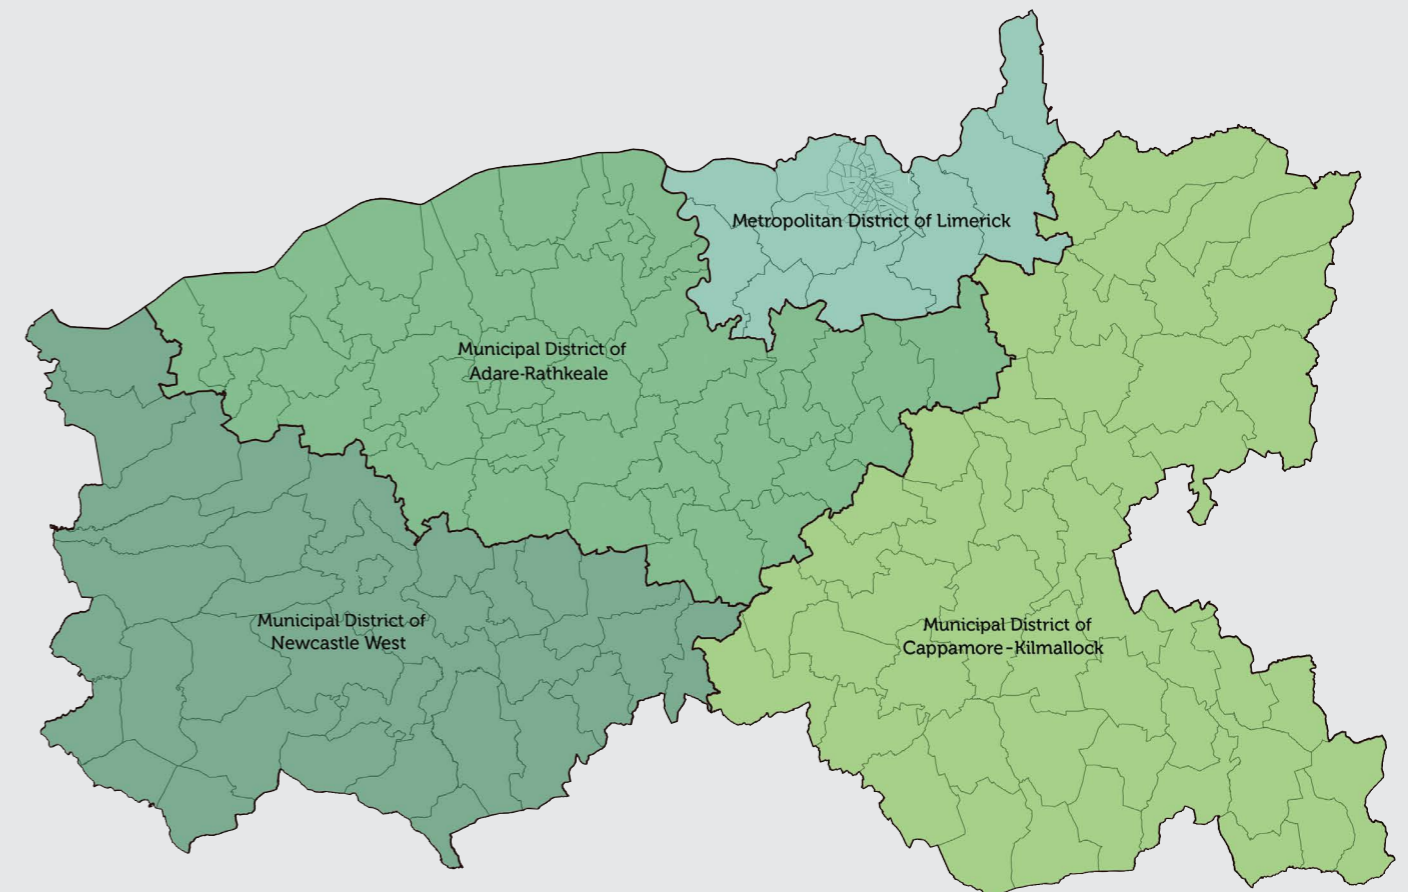 Metropolitan District of Limerick
Municipal District of
Adare-Rathkeale
Municipal District of
Newcastle West
Municipal District of
Cappamore-Kilmallock